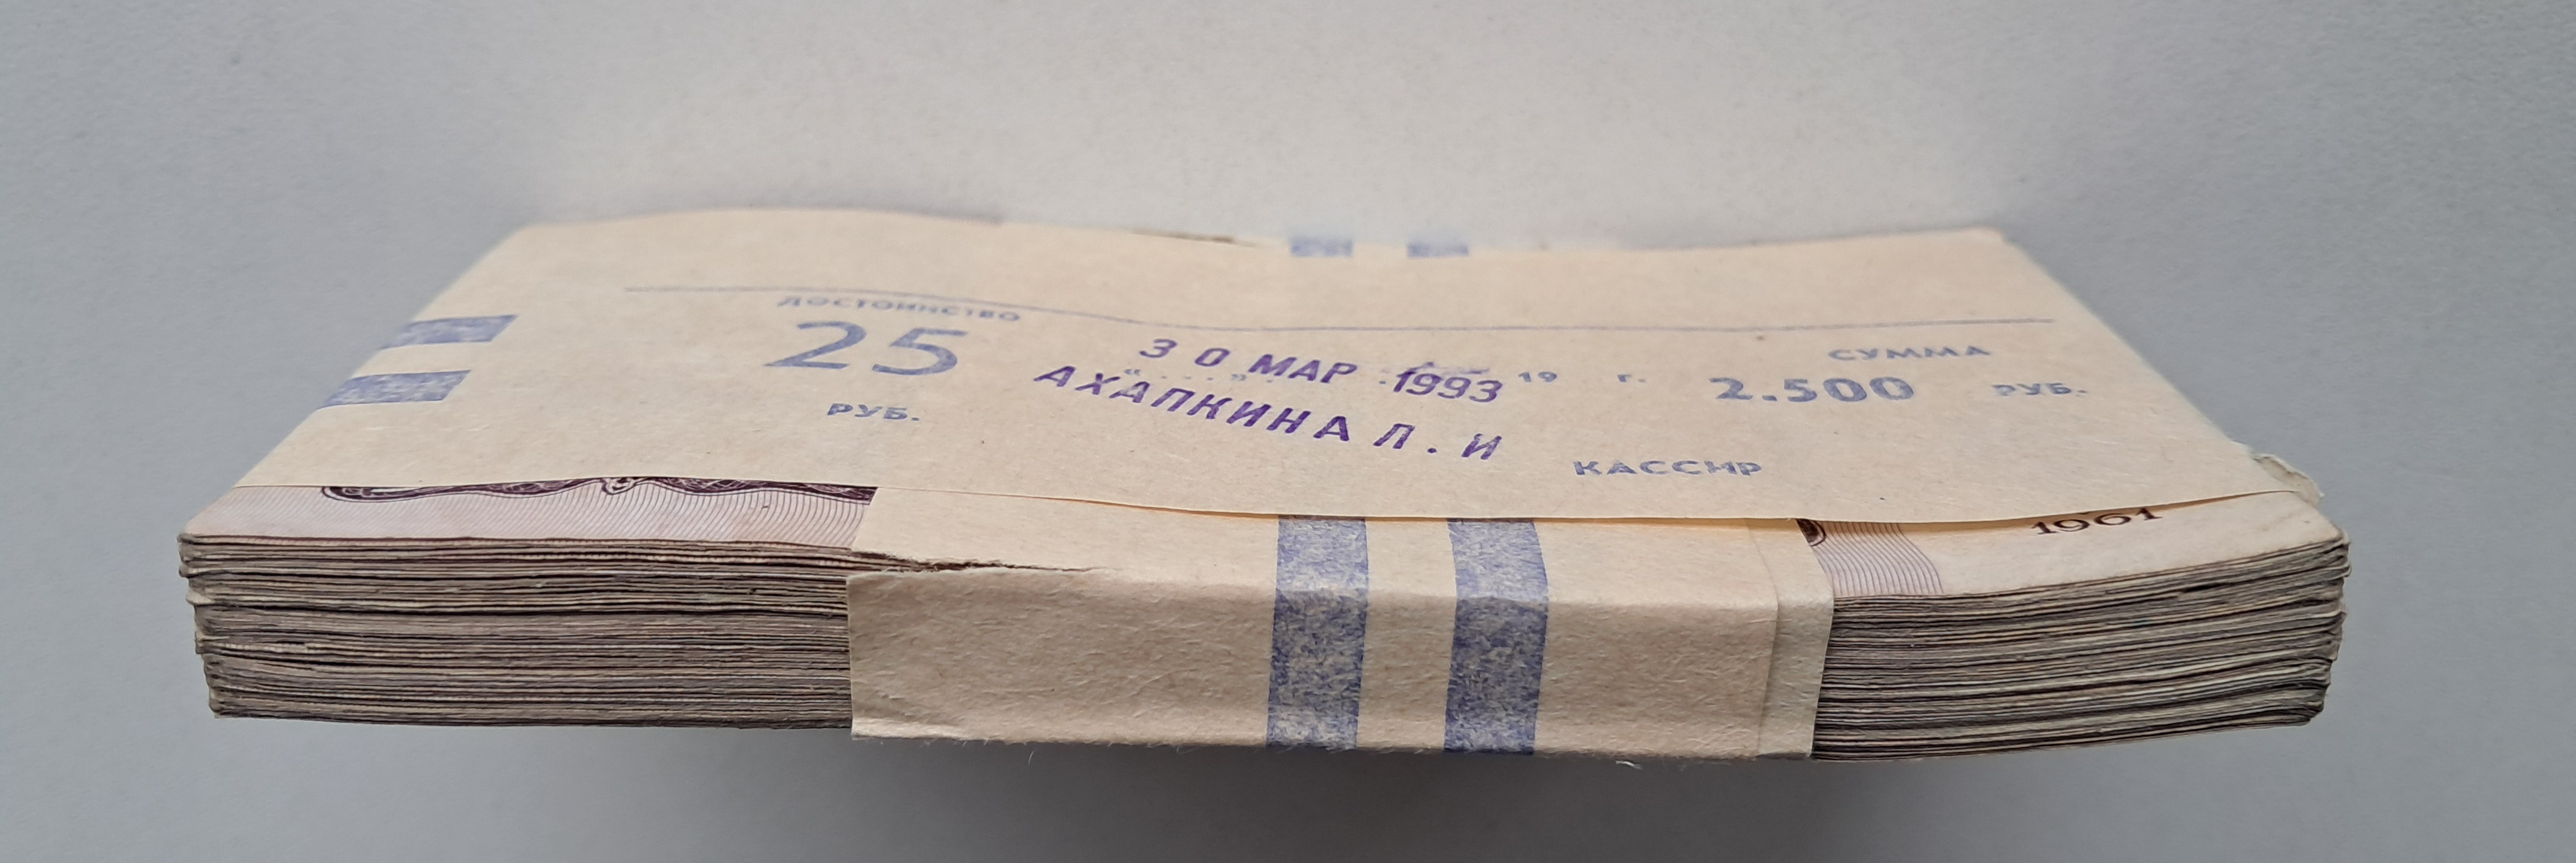 ДОСТОИНСТВО
25
РУБ.
30 МАР 1993
АХАПКИНА Л.И
" " 19 г.
СУММА
2.500 РУБ.
КАССИР
1961